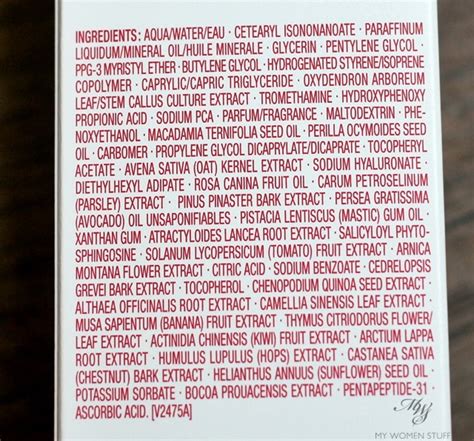 INGREDIENTS: AQUA/WATER/EAU · CETEARYL ISONONANOATE · PARAFFINUM
LIQUIDUM/MINERAL OIL/HUILE MINERALE · GLYCERIN · PENTYLENE GLYCOL ·
PPG-3 MYRISTYL ETHER · BUTYLENE GLYCOL · HYDROGENATED STYRENE/ISOPRENE
COPOLYMER · CAPRYLIC/CAPRIC TRIGLYCERIDE · OXYDENDRON ARBOREUM
LEAF/STEM CALLUS CULTURE EXTRACT · TROMETHAMINE · HYDROXYPHENOXY
PROPIONIC ACID · SODIUM PCA · PARFUM/FRAGRANCE · MALTODEXTRIN · PHE-
NOXYETHANOL · MACADAMIA TERNIFOLIA SEED OIL · PERILLA OCYMOIDES SEED
OIL · CARBOMER · PROPYLENE GLYCOL DICAPRYLATE/DICAPRATE · TOCOPHERYL
ACETATE · AVENA SATIVA (OAT) KERNEL EXTRACT · SODIUM HYALURONATE ·
DIETHYLHEXYL ADIPATE · ROSA CANINA FRUIT OIL · CARUM PETROSELINUM
(PARSLEY) EXTRACT · PINUS PINASTER BARK EXTRACT · PERSEA GRATISSIMA
(AVOCADO) OIL UNSAPONIFIABLES · PISTACIA LENTISCUS (MASTIC) GUM OIL ·
XANTHAN GUM · ATRACTYLOIDES LANCEA ROOT EXTRACT · SALICYLOYL PHYTO-
SPHINGOSINE · SOLANUM LYCOPERSICUM (TOMATO) FRUIT EXTRACT · ARNICA
MONTANA FLOWER EXTRACT · CITRIC ACID · SODIUM BENZOATE · CEDRELOPSIS
GREVEI BARK EXTRACT · TOCOPHEROL · CHENOPODIUM QUINOA SEED EXTRACT ·
ALTHAEA OFFICINALIS ROOT EXTRACT · CAMELLIA SINENSIS LEAF EXTRACT ·
MUSA SAPIENTUM (BANANA) FRUIT EXTRACT · THYMUS CITRIODORUS FLOWER/
LEAF EXTRACT · ACTINIDIA CHINENSIS (KIWI) FRUIT EXTRACT · ARCTIUM LAPPA
ROOT EXTRACT · HUMULUS LUPULUS (HOPS) EXTRACT · CASTANEA SATIVA
(CHESTNUT) BARK EXTRACT · HELIANTHUS ANNUUS (SUNFLOWER) SEED OIL ·
POTASSIUM SORBATE · BOCOA PROUACENSIS EXTRACT · PENTAPEPTIDE-31 ·
ASCORBIC ACID. [V2475A]
MY WOMEN STUFF